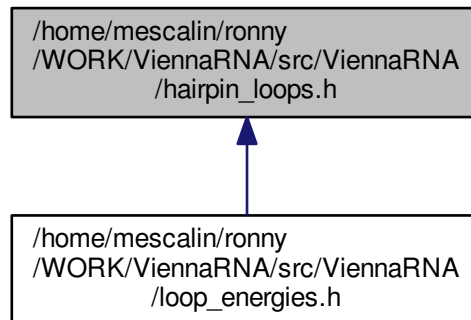 /home/mescalin/ronny
/WORK/ViennaRNA/src/ViennaRNA
/hairpin_loops.h
/home/mescalin/ronny
/WORK/ViennaRNA/src/ViennaRNA
/loop_energies.h